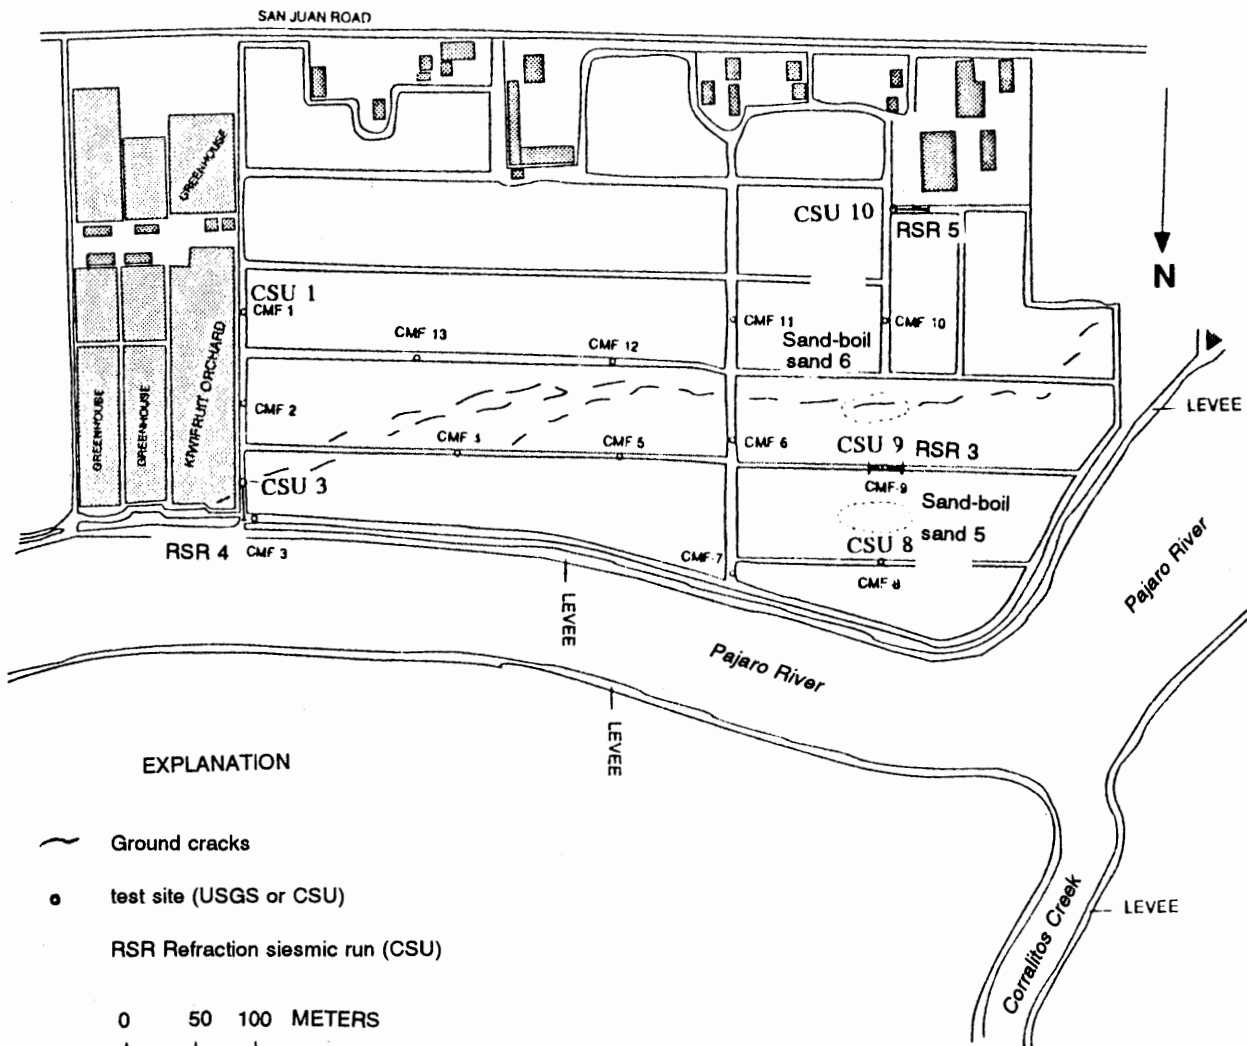 SAN JUAN ROAD
GREENHOUSE
CSU 10
RSR 5
N
CSU 1
CMF 1
CMF 13
CMF 12
CMF 11
CMF 10
Sand-boil
sand 6
KIWIFRUIT ORCHARD
GREENHOUSE
GREENHOUSE
CMF 2
CMF 5
CMF 6
CSU 9
RSR 3
LEVEE
CSU 3
CMF-9
Sand-boil
sand 5
CSU 8
RSR 4
CMF 3
CMF-7
CMF 8
Pajaro River
LEVEE
Pajaro River
LEVEE
EXPLANATION
Ground cracks
test site (USGS or CSU)
RSR Refraction siesmic run (CSU)
Corralitos Creek
LEVEE
0 50 100 METERS